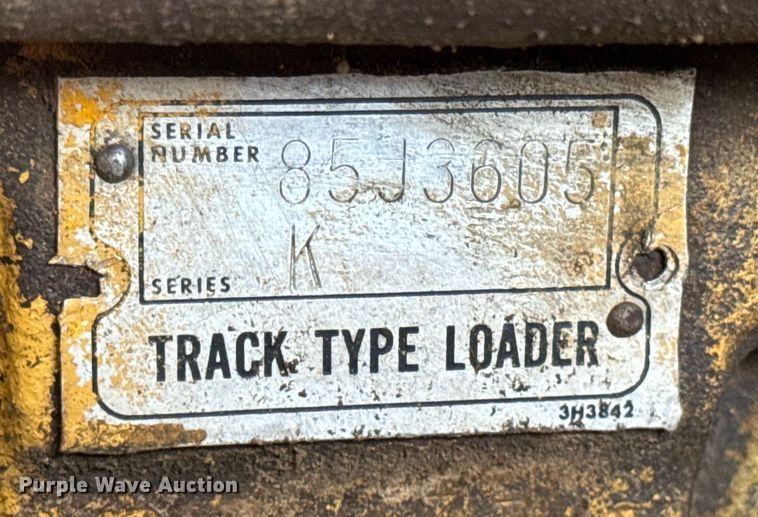 SERIAL
NUMBER 85J3605
SERIES K
TRACK TYPE LOADER
3H3842
Purple Wave Auction